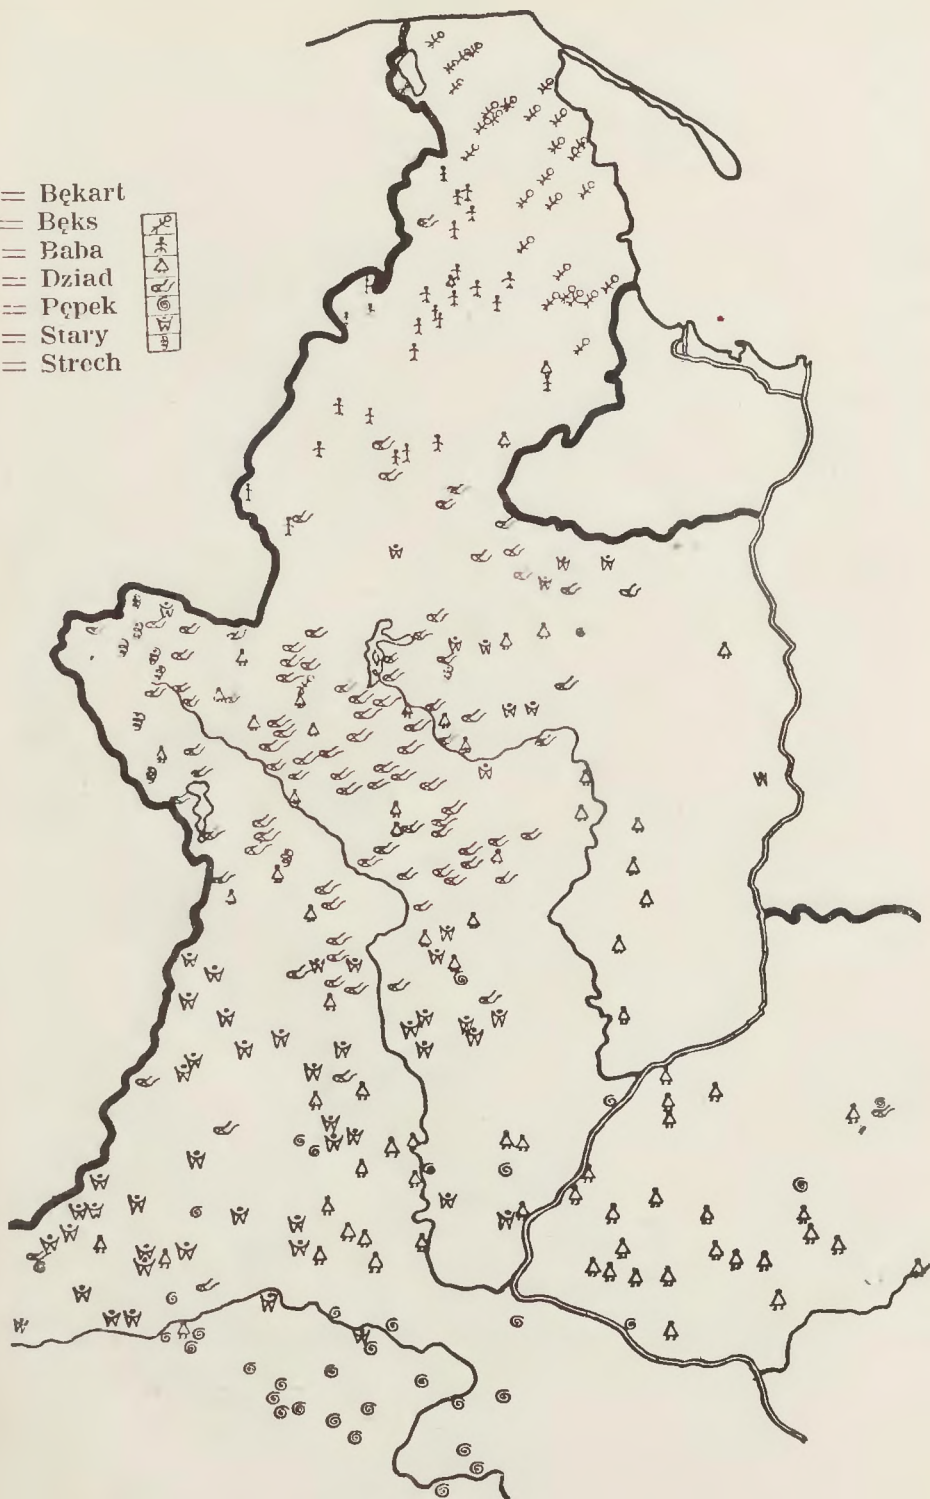 = Bękart
= Bęks
= Baba
= Dziad
= Pępek
= Stary
= Strech